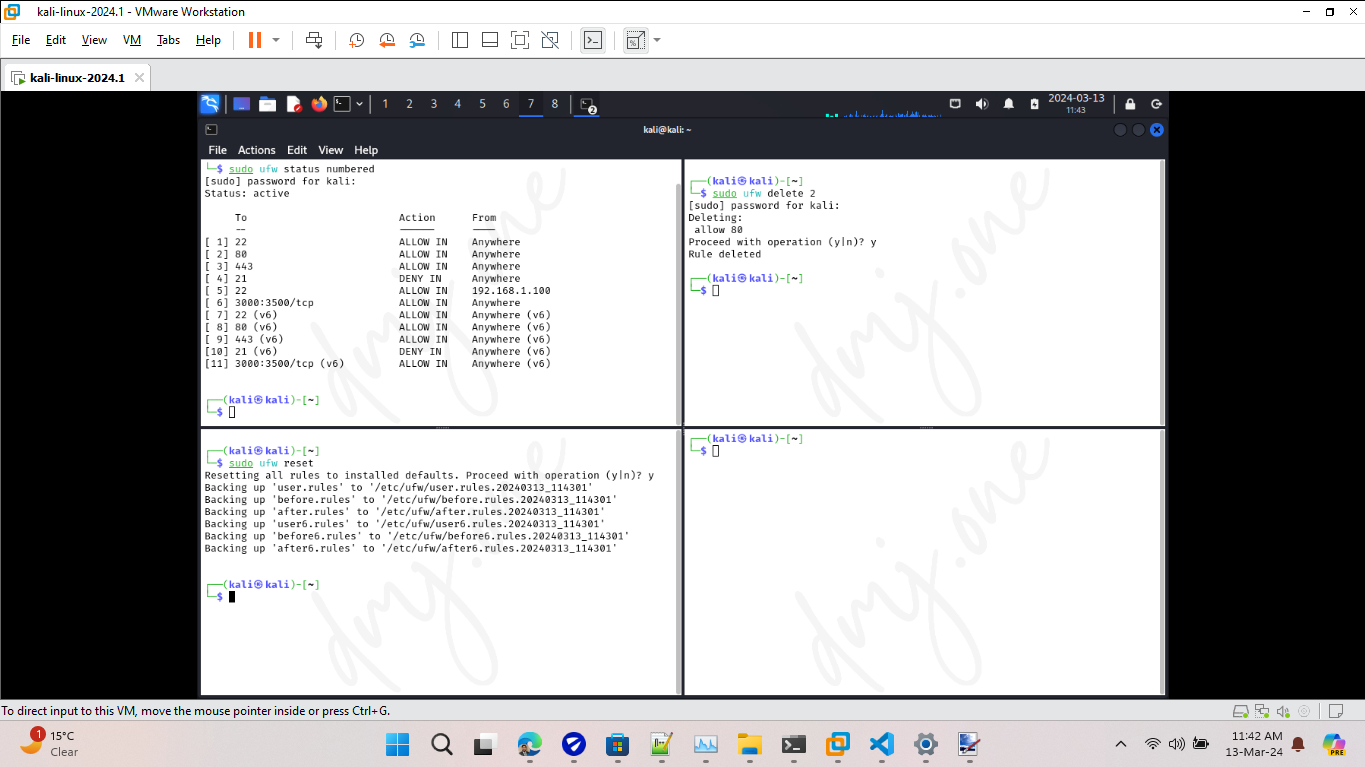 kali-linux-2024.1 - VMware Workstation
File Edit View VM Tabs Help
kali-linux-2024.1
1 2 3 4 5 6 7 8 2
2024-03-13
11:43
kali@kali: ~
File Actions Edit View Help
└─$ sudo ufw status numbered
[sudo] password for kali:
Status: active
To Action From
-- ------ ----
[ 1] 22 ALLOW IN Anywhere
[ 2] 80 ALLOW IN Anywhere
[ 3] 443 ALLOW IN Anywhere
[ 4] 21 DENY IN Anywhere
[ 5] 22 ALLOW IN 192.168.1.100
[ 6] 3000:3500/tcp ALLOW IN Anywhere
[ 7] 22 (v6) ALLOW IN Anywhere (v6)
[ 8] 80 (v6) ALLOW IN Anywhere (v6)
[ 9] 443 (v6) ALLOW IN Anywhere (v6)
[10] 21 (v6) DENY IN Anywhere (v6)
[11] 3000:3500/tcp (v6) ALLOW IN Anywhere (v6)
┌──(kali㉿kali)-[~]
└─$
┌──(kali㉿kali)-[~]
└─$ sudo ufw delete 2
[sudo] password for kali:
Deleting:
allow 80
Proceed with operation (y|n)? y
Rule deleted
┌──(kali㉿kali)-[~]
└─$
┌──(kali㉿kali)-[~]
└─$ sudo ufw reset
Resetting all rules to installed defaults. Proceed with operation (y|n)? y
Backing up 'user.rules' to '/etc/ufw/user.rules.20240313_114301'
Backing up 'before.rules' to '/etc/ufw/before.rules.20240313_114301'
Backing up 'after.rules' to '/etc/ufw/after.rules.20240313_114301'
Backing up 'user6.rules' to '/etc/ufw/user6.rules.20240313_114301'
Backing up 'before6.rules' to '/etc/ufw/before6.rules.20240313_114301'
Backing up 'after6.rules' to '/etc/ufw/after6.rules.20240313_114301'
┌──(kali㉿kali)-[~]
└─$
┌──(kali㉿kali)-[~]
└─$
dmj.one
dmj.one
dmj.one
dmj.one
To direct input to this VM, move the mouse pointer inside or press Ctrl+G.
1
15°C
Clear
11:42 AM
13-Mar-24
PRE